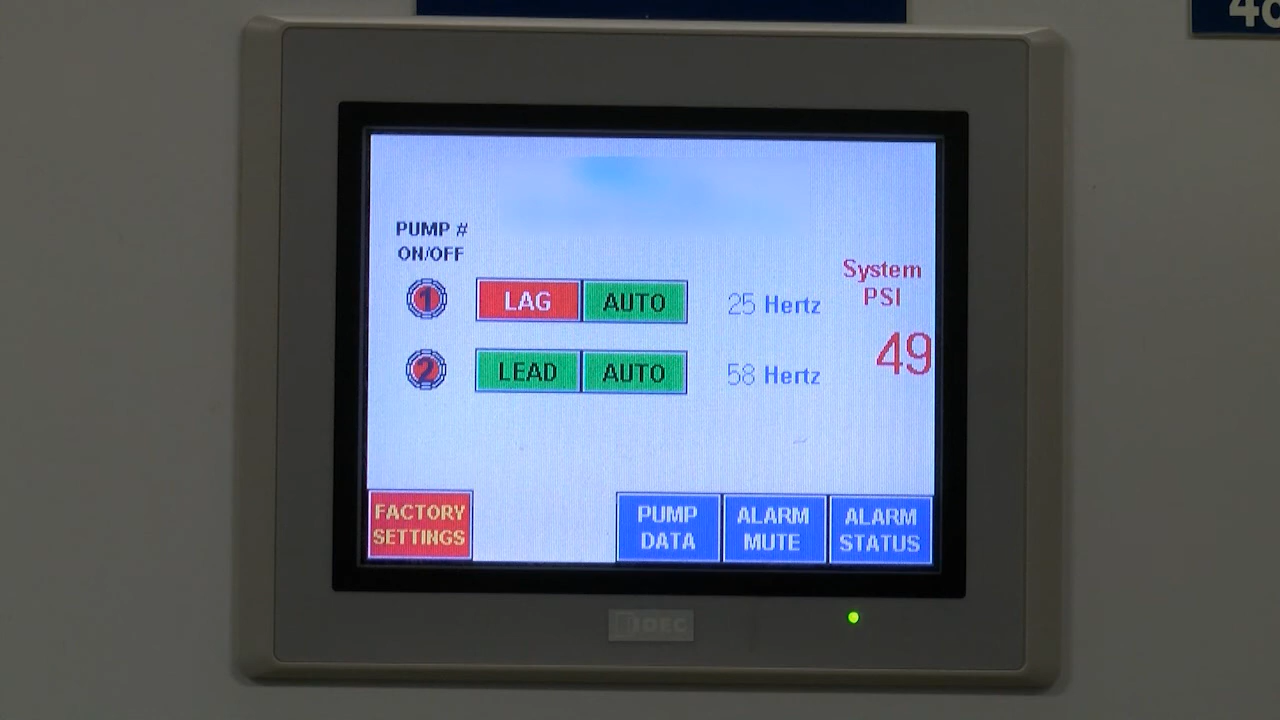 4
PUMP #
ON/OFF
System
PSI
1 LAG AUTO 25 Hertz
49
2 LEAD AUTO 58 Hertz
FACTORY
SETTINGS
PUMP
DATA
ALARM
MUTE
ALARM
STATUS
IDEC